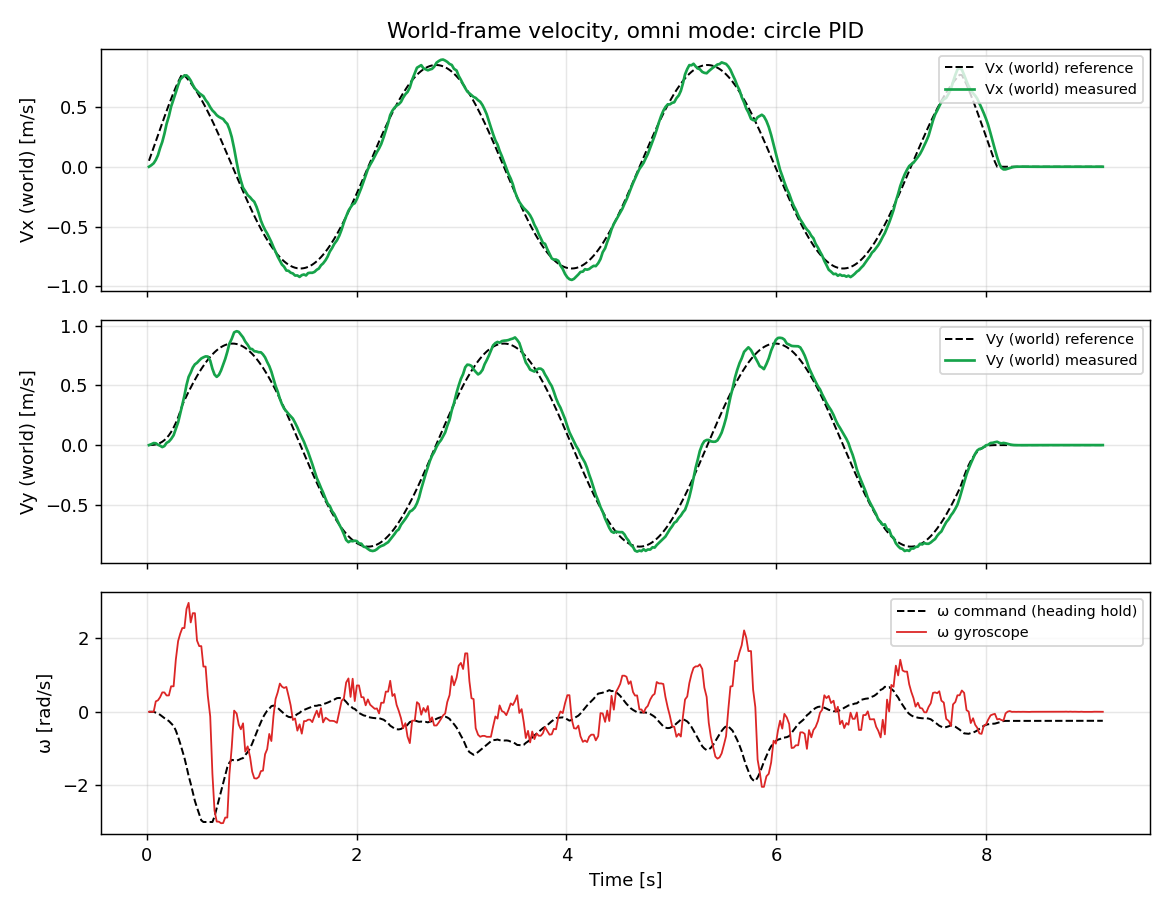 World-frame velocity, omni mode: circle PID
Vx (world) [m/s]
0.5
0.0
−0.5
−1.0
Vx (world) reference
Vx (world) measured
Vy (world) [m/s]
1.0
0.5
0.0
−0.5
Vy (world) reference
Vy (world) measured
ω [rad/s]
2
0
−2
ω command (heading hold)
ω gyroscope
0 2 4 6 8
Time [s]